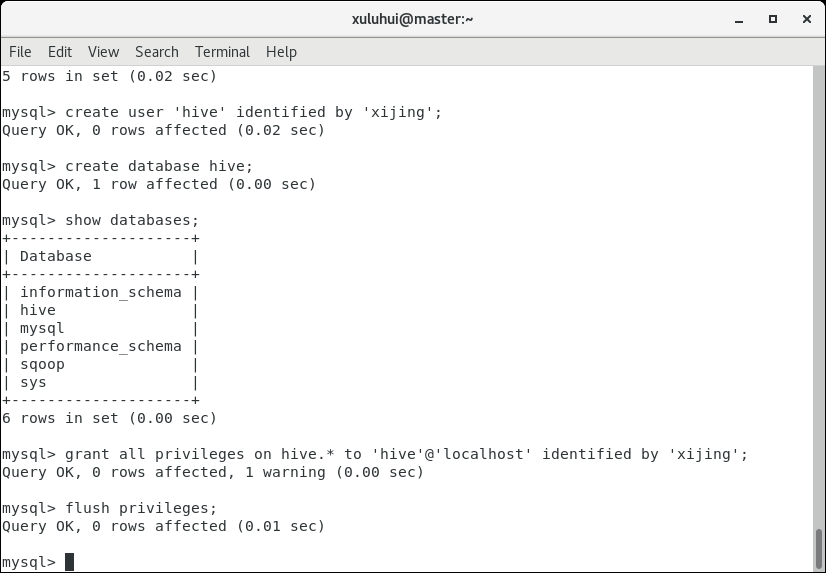 xuluhui@master:~
File Edit View Search Terminal Help
5 rows in set (0.02 sec)
mysql> create user 'hive' identified by 'xijing';
Query OK, 0 rows affected (0.02 sec)
mysql> create database hive;
Query OK, 1 row affected (0.00 sec)
mysql> show databases;
+--------------------+
| Database           |
+--------------------+
| information_schema |
| hive               |
| mysql              |
| performance_schema |
| sqoop              |
| sys                |
+--------------------+
6 rows in set (0.00 sec)
mysql> grant all privileges on hive.* to 'hive'@'localhost' identified by 'xijing';
Query OK, 0 rows affected, 1 warning (0.00 sec)
mysql> flush privileges;
Query OK, 0 rows affected (0.01 sec)
mysql>